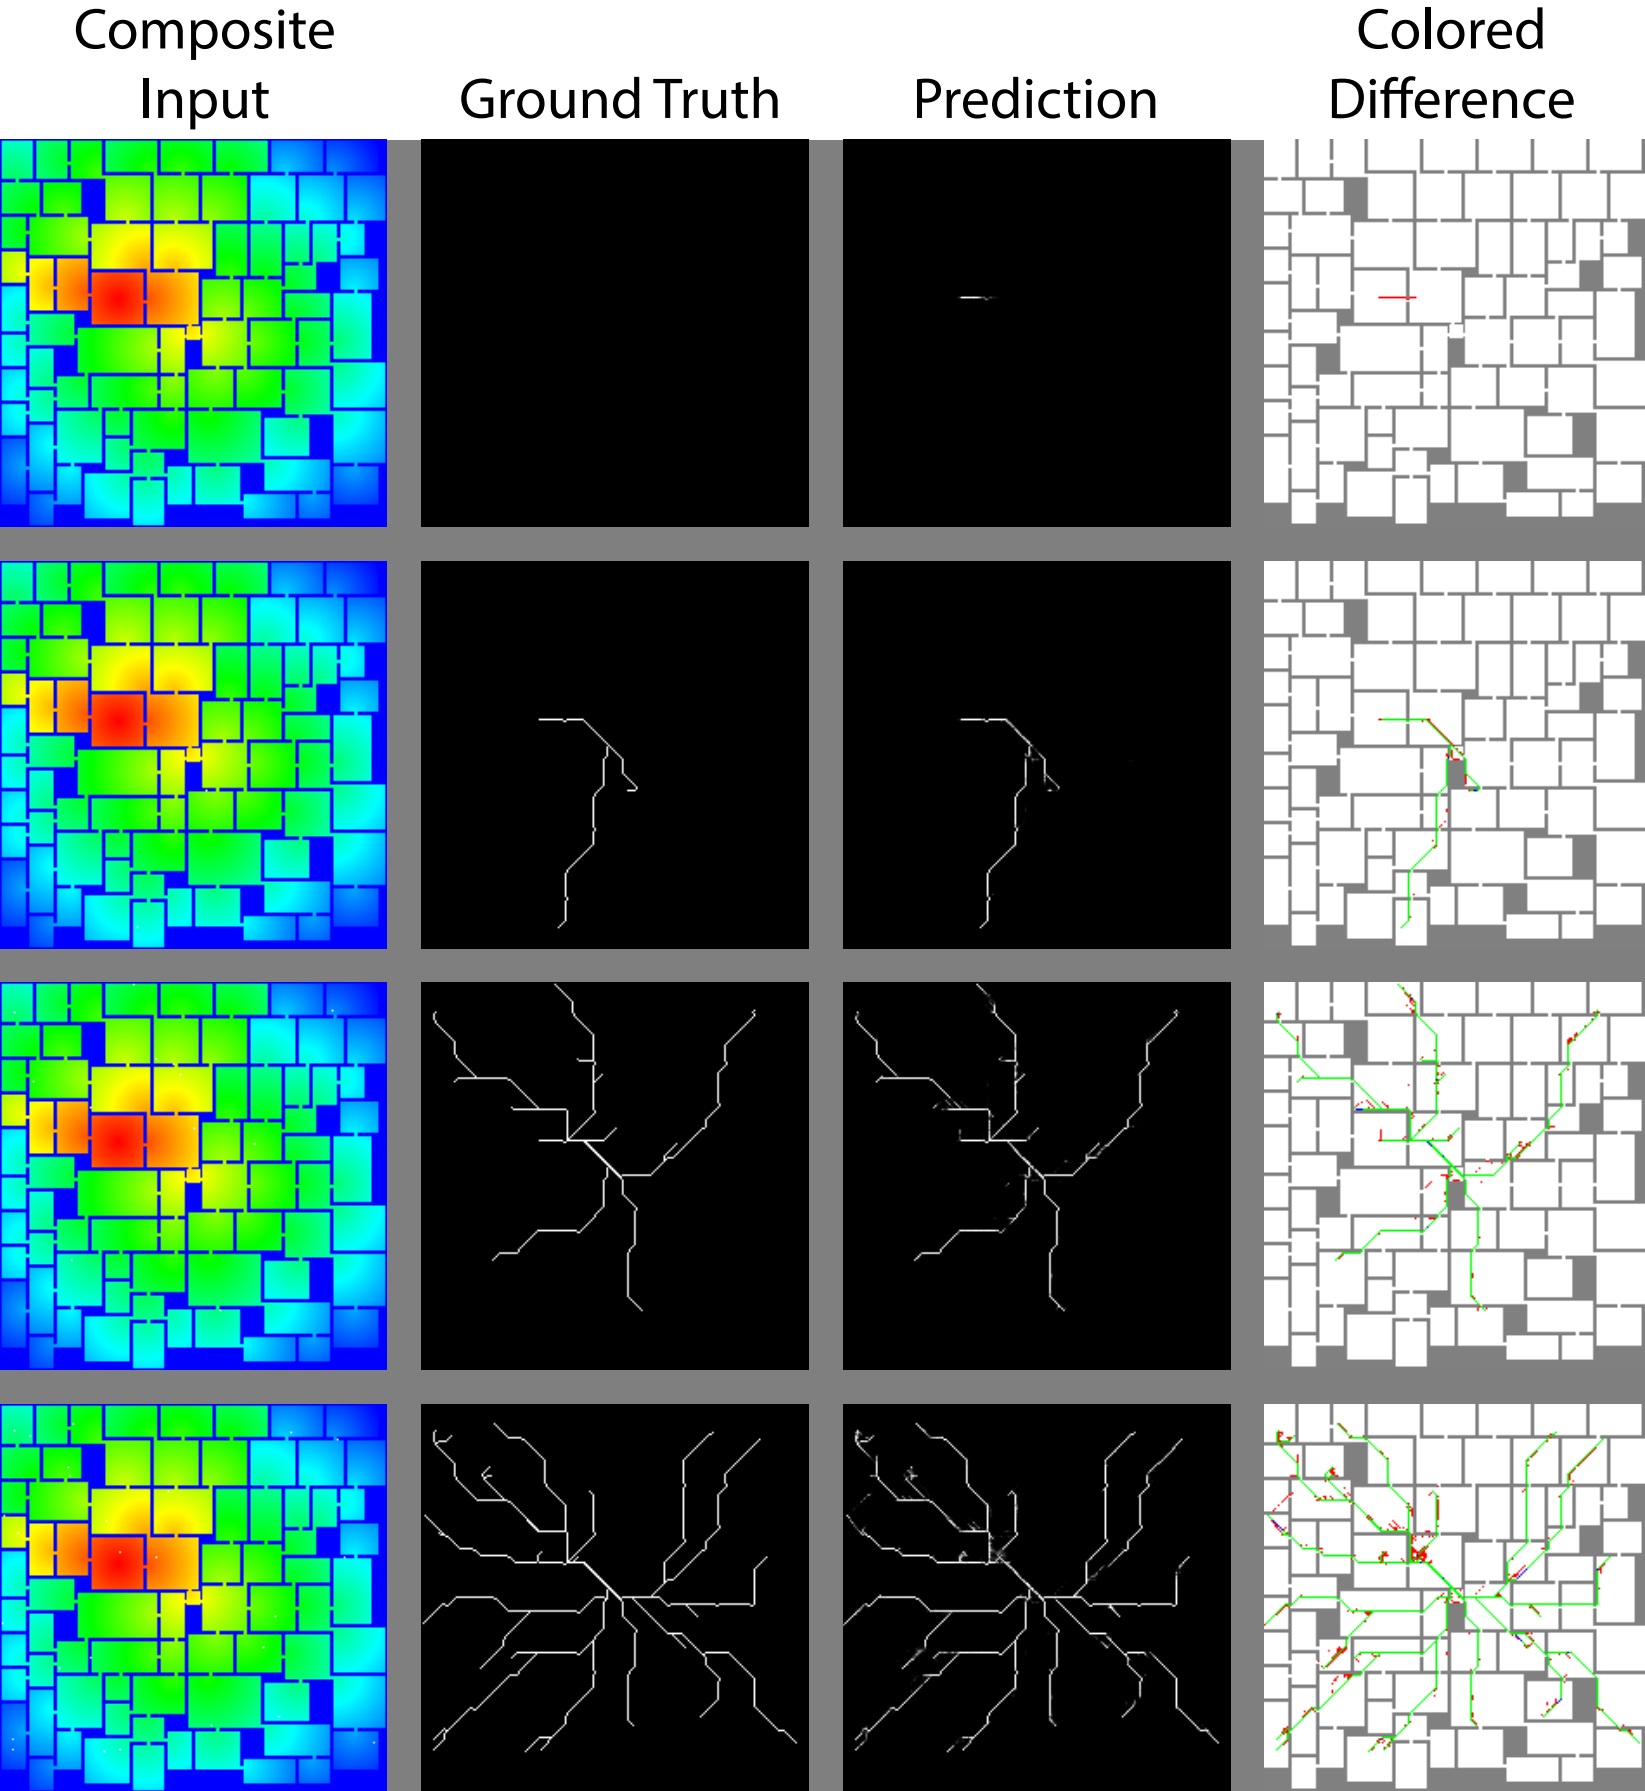 Composite
Input
Ground Truth
Prediction
Colored
Difference